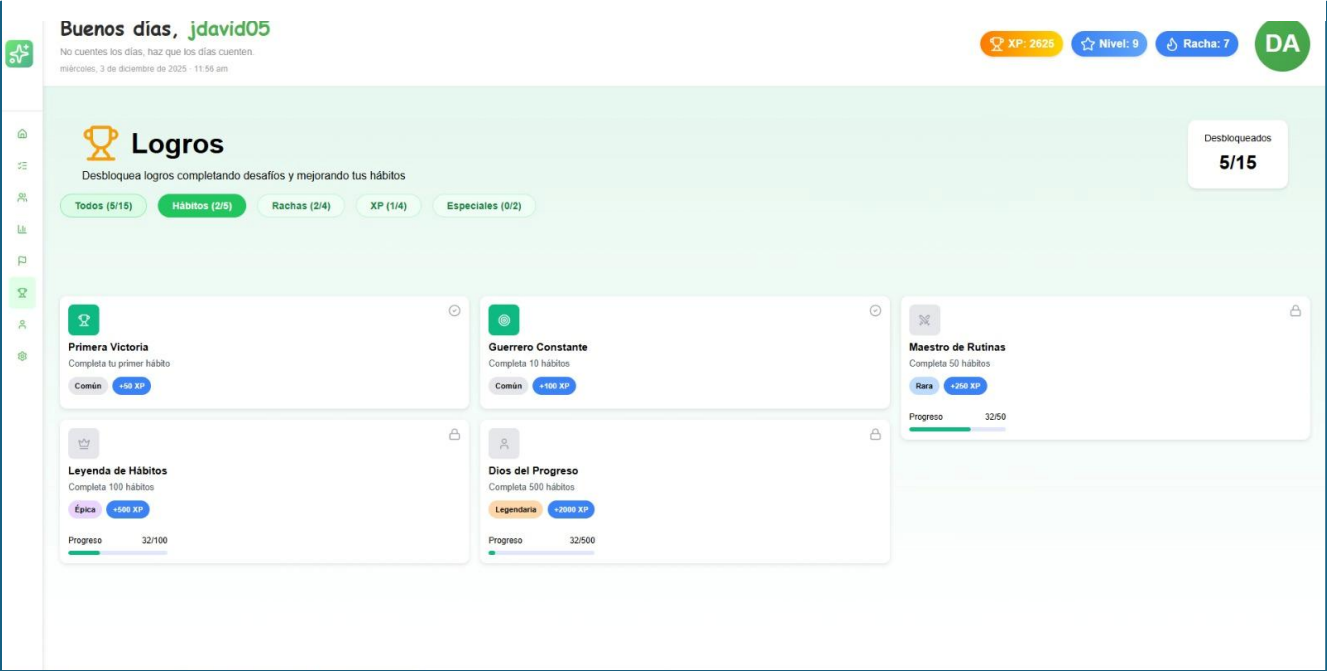 Buenos días, jdavid05
No cuentes los días, haz que los días cuenten.
miércoles, 3 de diciembre de 2025 - 11:56 am
XP: 2625
Nivel: 9
Racha: 7
DA
Logros
Desbloquea logros completando desafíos y mejorando tus hábitos
Desbloqueados
5/15
Todos (5/15)
Hábitos (2/5)
Rachas (2/4)
XP (1/4)
Especiales (0/2)
Primera Victoria
Completa tu primer hábito
Común
+50 XP
Guerrero Constante
Completa 10 hábitos
Común
+100 XP
Maestro de Rutinas
Completa 50 hábitos
Rara
+250 XP
Progreso 32/50
Leyenda de Hábitos
Completa 100 hábitos
Épica
+500 XP
Progreso 32/100
Dios del Progreso
Completa 500 hábitos
Legendaria
+2000 XP
Progreso 32/500